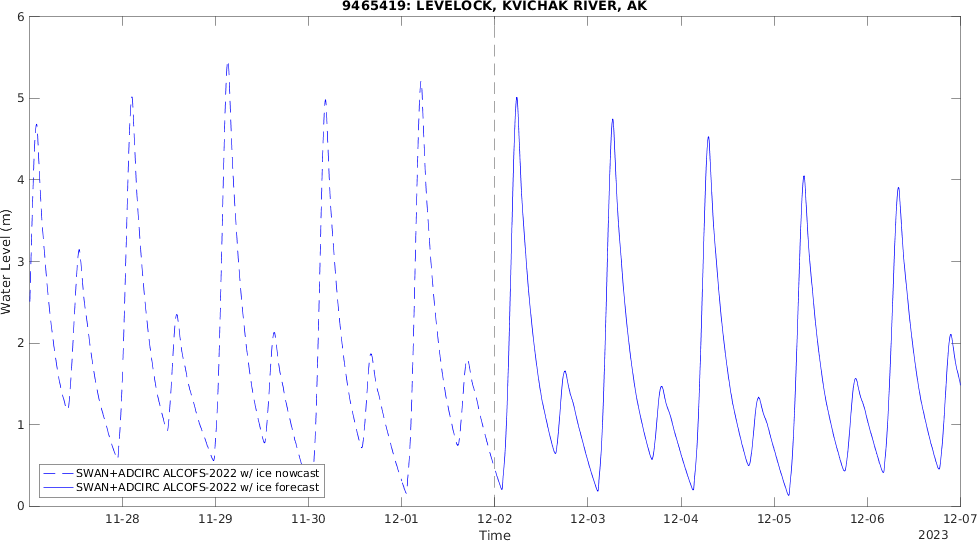 9465419: LEVELOCK, KVICHAK RIVER, AK
6
5
4
3
2
1
0
Water Level (m)
SWAN+ADCIRC ALCOFS-2022 w/ ice nowcast
SWAN+ADCIRC ALCOFS-2022 w/ ice forecast
11-28 11-29 11-30 12-01 12-02 12-03 12-04 12-05 12-06 12-07
Time
2023